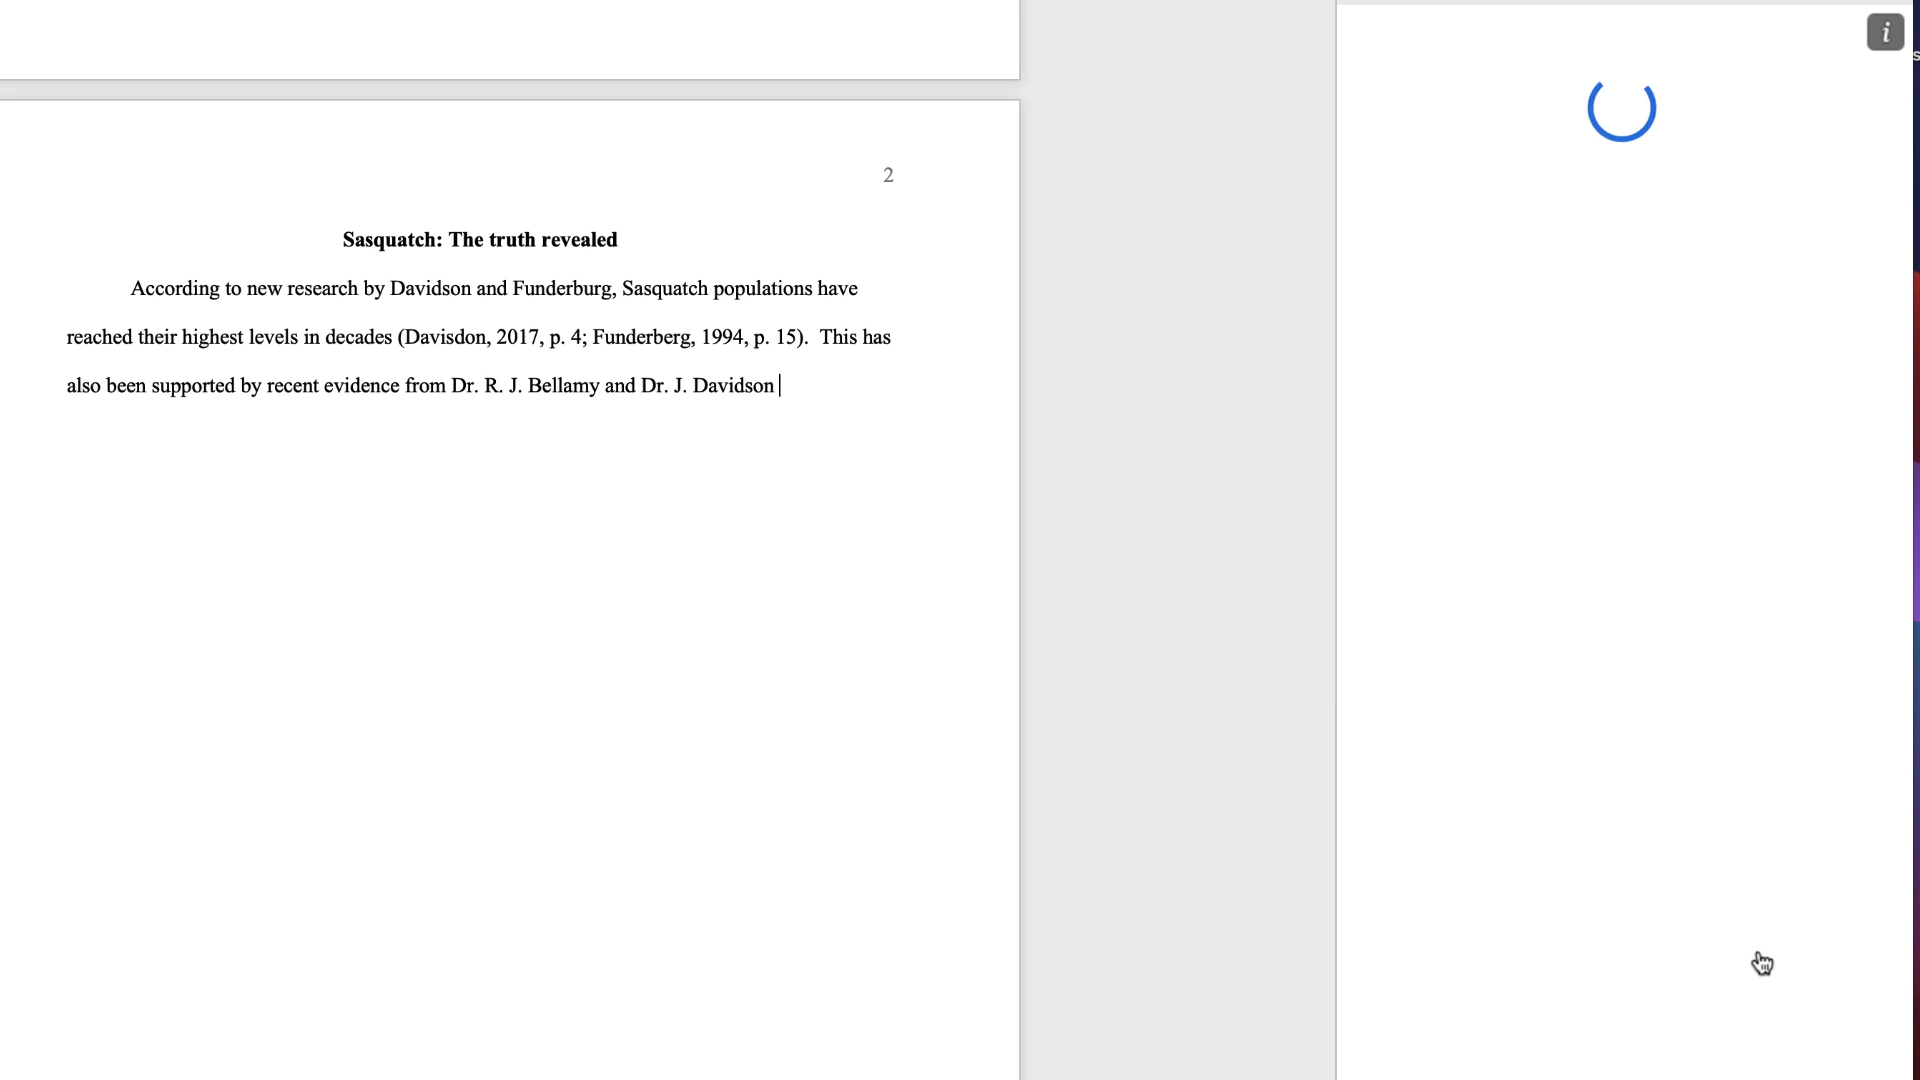 2
Sasquatch: The truth revealed
According to new research by Davidson and Funderburg, Sasquatch populations have
reached their highest levels in decades (Davisdon, 2017, p. 4; Funderberg, 1994, p. 15).  This has
also been supported by recent evidence from Dr. R. J. Bellamy and Dr. J. Davidson
i
s